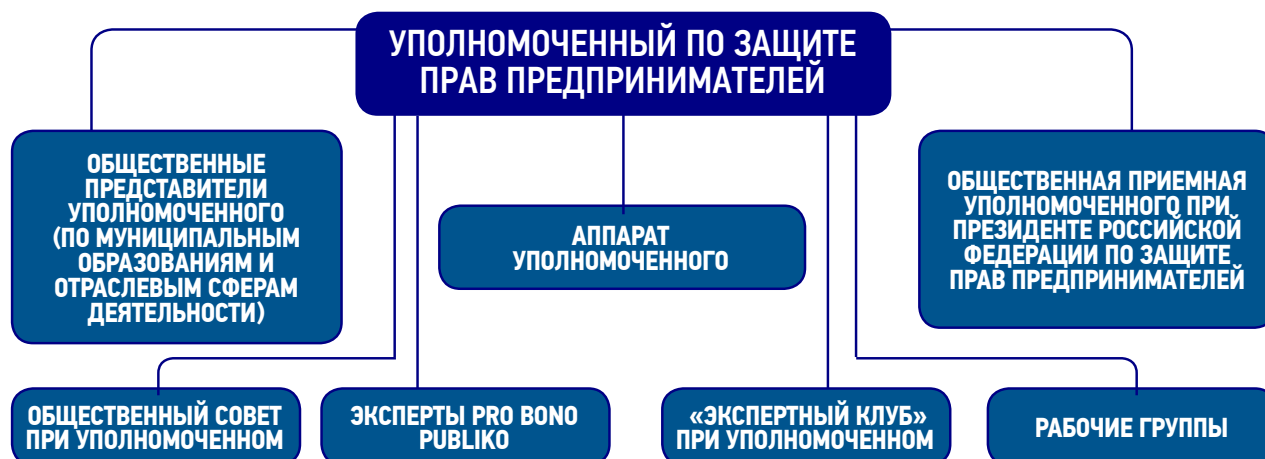 УПОЛНОМОЧЕННЫЙ ПО ЗАЩИТЕ
ПРАВ ПРЕДПРИНИМАТЕЛЕЙ
ОБЩЕСТВЕННЫЕ
ПРЕДСТАВИТЕЛИ
УПОЛНОМОЧЕННОГО
(ПО МУНИЦИПАЛЬНЫМ
ОБРАЗОВАНИЯМ И
ОТРАСЛЕВЫМ СФЕРАМ
ДЕЯТЕЛЬНОСТИ)
АППАРАТ
УПОЛНОМОЧЕННОГО
ОБЩЕСТВЕННАЯ ПРИЕМНАЯ
УПОЛНОМОЧЕННОГО ПРИ
ПРЕЗИДЕНТЕ РОССИЙСКОЙ
ФЕДЕРАЦИИ ПО ЗАЩИТЕ
ПРАВ ПРЕДПРИНИМАТЕЛЕЙ
ОБЩЕСТВЕННЫЙ СОВЕТ
ПРИ УПОЛНОМОЧЕННОМ
ЭКСПЕРТЫ PRO BONO
PUBLIKO
«ЭКСПЕРТНЫЙ КЛУБ»
ПРИ УПОЛНОМОЧЕННОМ
РАБОЧИЕ ГРУППЫ